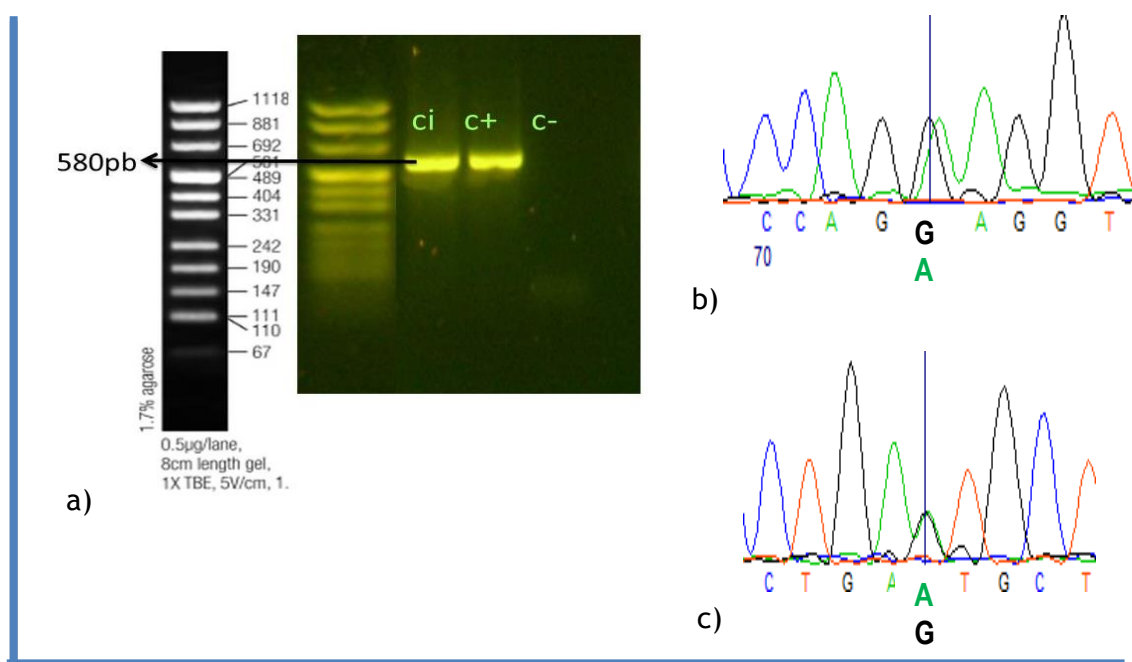 1118
881
692
580pb
501
489
404
331
242
190
147
111
110
67
1.7% agarose
0.5µg/lane,
8cm length gel,
1X TBE, 5V/cm, 1.
a)
ci c+ c-
C C A G G A G G T
70 A
b)
C T G A A T G C T
G
c)